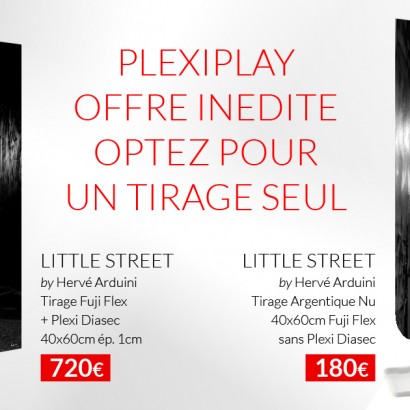 PLEXIPLAY
OFFRE INEDITE
OPTEZ POUR
UN TIRAGE SEUL
LITTLE STREET
by Hervé Arduini
Tirage Fuji Flex
+ Plexi Diasec
40x60cm ép. 1cm
720€
LITTLE STREET
by Hervé Arduini
Tirage Argentique Nu
40x60cm Fuji Flex
sans Plexi Diasec
180€